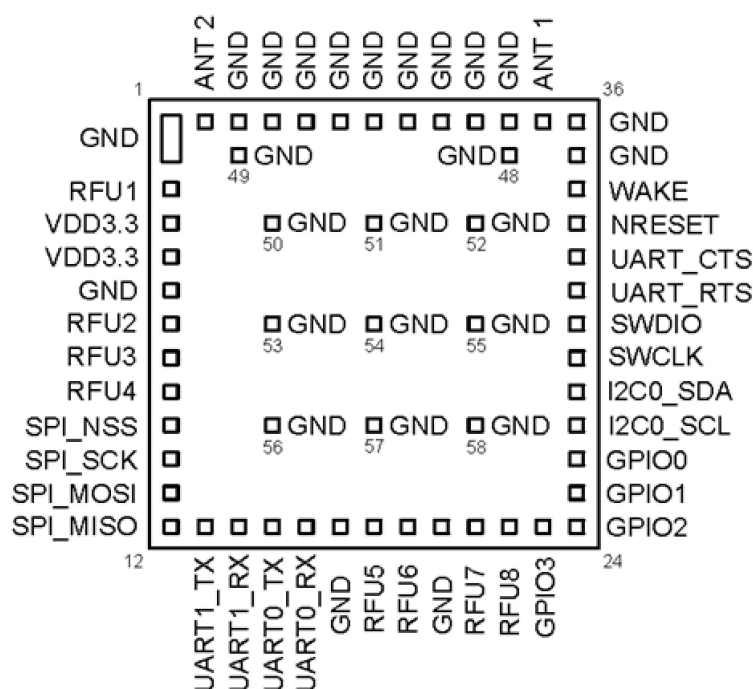 ANT 2
GND
GND
GND
GND
GND
GND
GND
GND
GND
ANT 1
1
36
GND
GND
GND
49
GND
GND
48
RFU1
WAKE
VDD3.3
GND
GND
GND
NRESET
50
51
52
VDD3.3
UART_CTS
GND
UART_RTS
RFU2
GND
GND
GND
SWDIO
53
54
55
RFU3
SWCLK
RFU4
I2C0_SDA
SPI_NSS
GND
GND
GND
I2C0_SCL
56
57
58
SPI_SCK
GPIO0
SPI_MOSI
GPIO1
SPI_MISO
GPIO2
12
24
UART1_TX
UART1_RX
UART0_TX
UART0_RX
GND
RFU5
RFU6
GND
RFU7
RFU8
GPIO3